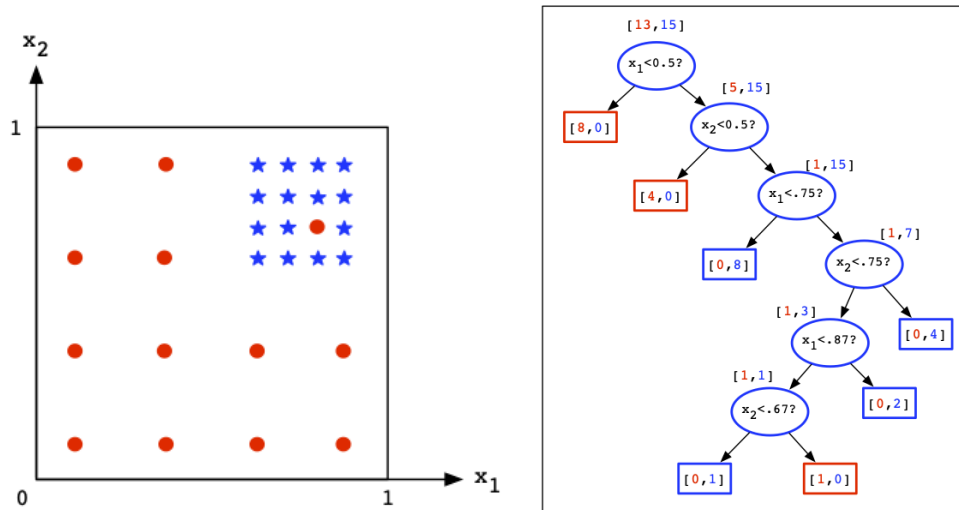 x2
1
0
1
x1
[13,15]
x1<0.5?
[5,15]
[8,0]
x2<0.5?
[1,15]
[4,0]
x1<.75?
[1,7]
[0,8]
x2<.75?
[1,3]
[0,4]
x1<.87?
[1,1]
[0,2]
x2<.67?
[0,1]
[1,0]